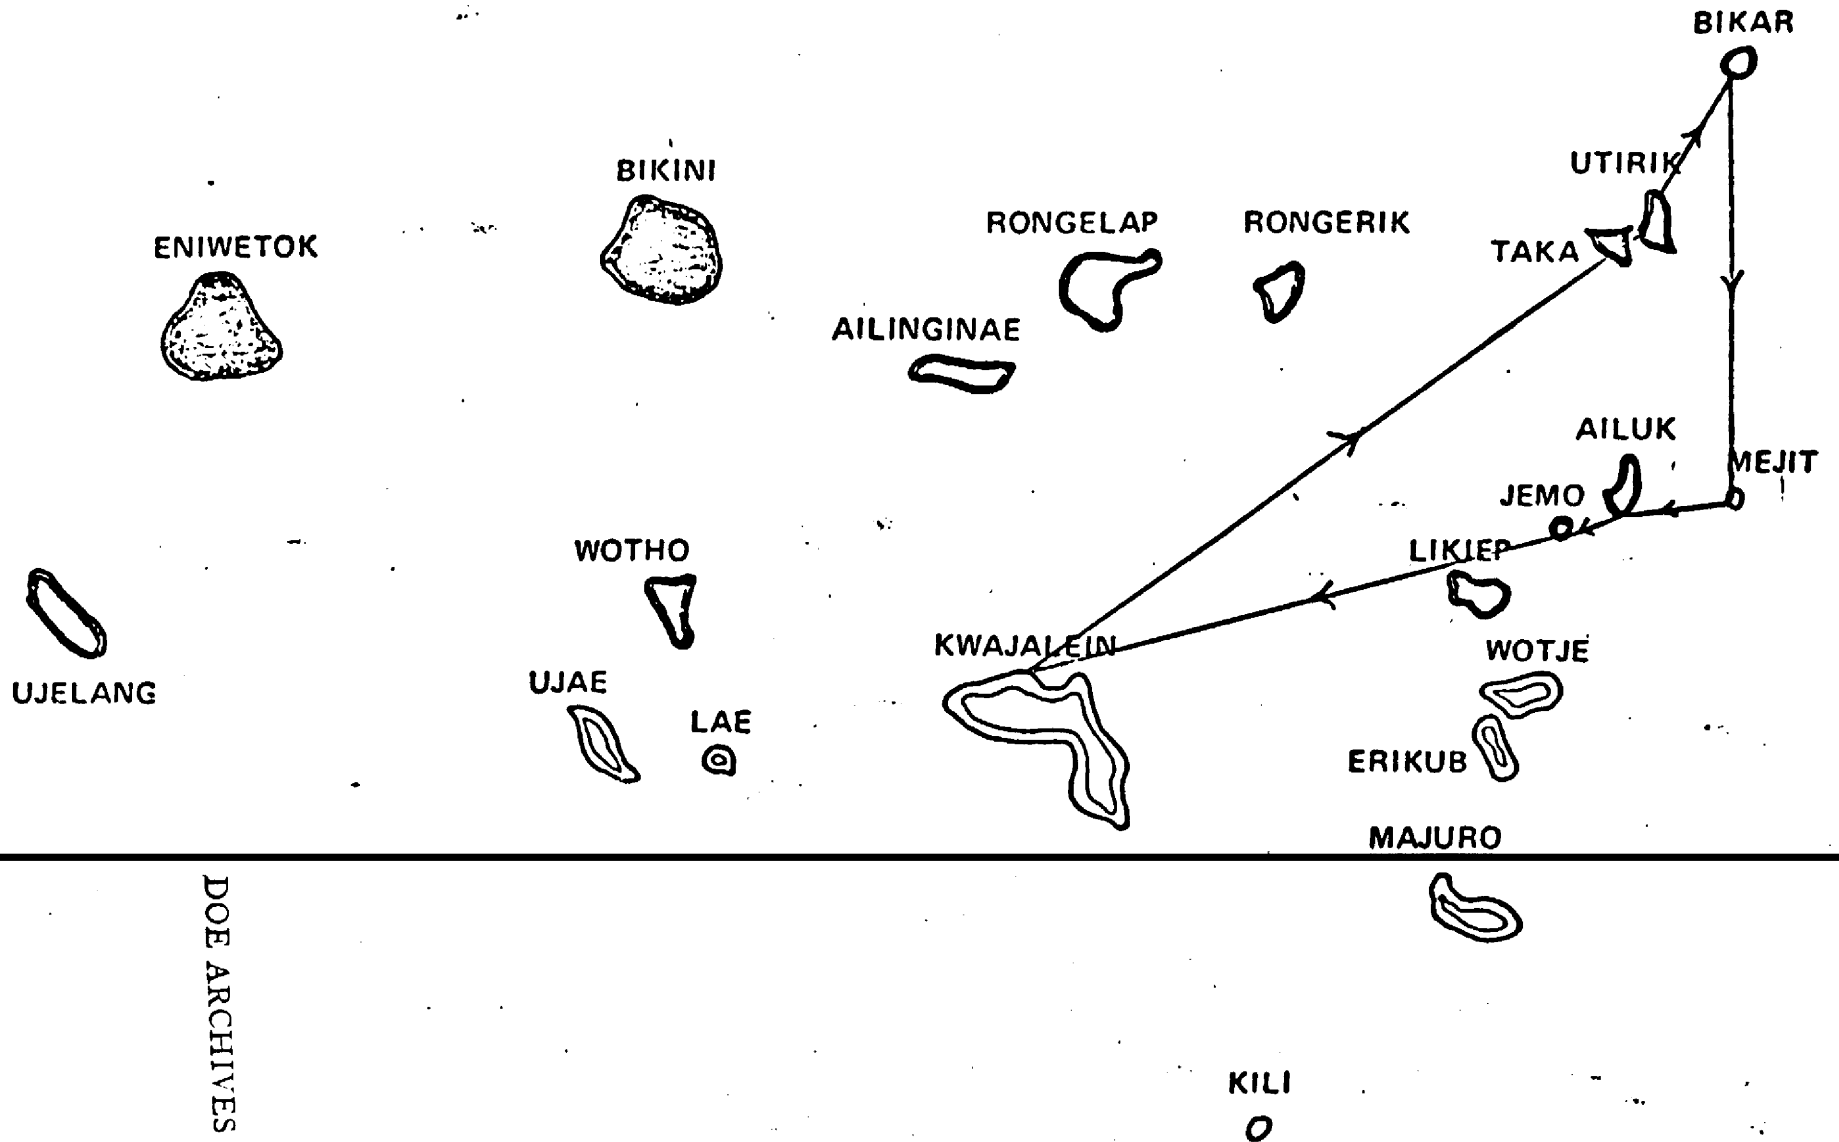 BIKAR
UTIRIK
BIKINI
RONGELAP
RONGERIK
TAKA
ENIWETOK
AILINGINAE
AILUK
MEJIT
JEMO
LIKIEP
WOTHO
KWAJALEIN
WOTJE
UJAE
UJELANG
LAE
ERIKUB
MAJURO
DOE ARCHIVES
KILI